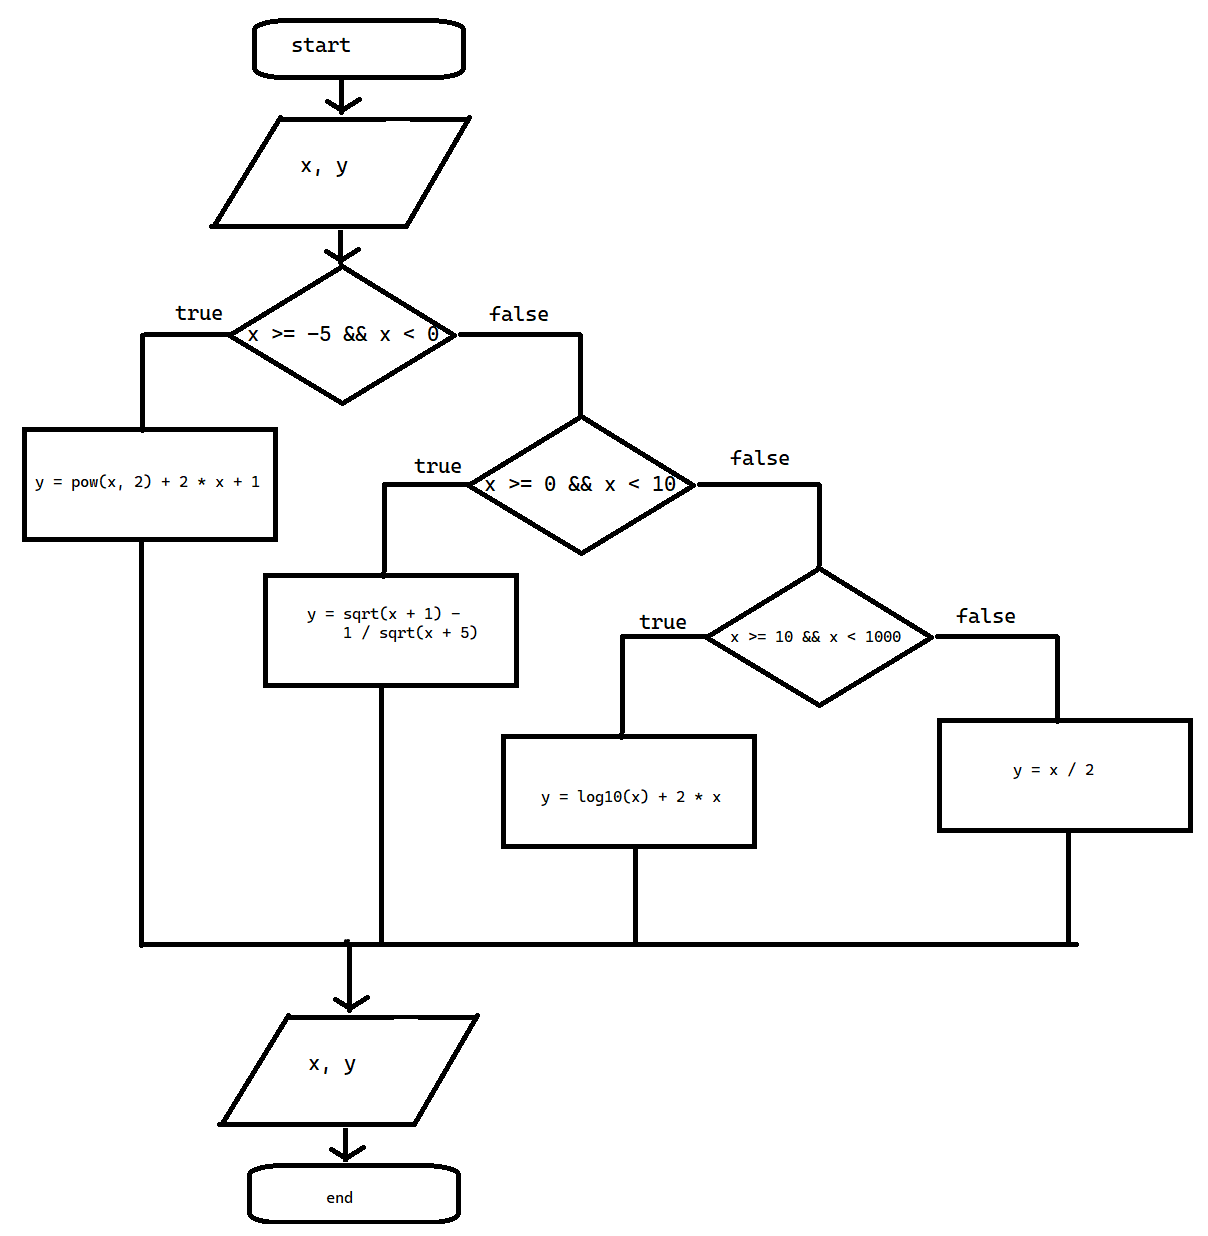 start
x, y
true
false
x >= -5 && x < 0
true
false
y = pow(x, 2) + 2 * x + 1
x >= 0 && x < 10
y = sqrt(x + 1) -
1 / sqrt(x + 5)
true
false
x >= 10 && x < 1000
y = log10(x) + 2 * x
y = x / 2
x, y
end